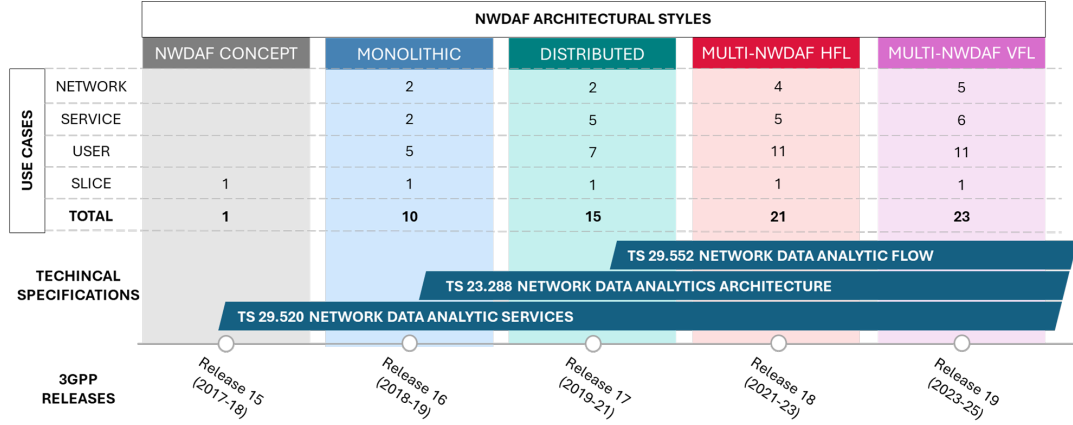 NWDAF ARCHITECTURAL STYLES
NWDAF CONCEPT MONOLITHIC DISTRIBUTED MULTI-NWDAF HFL MULTI-NWDAF VFL
USE CASES
NETWORK 2 2 4 5
SERVICE 2 5 5 6
USER 5 7 11 11
SLICE 1 1 1 1 1
TOTAL 1 10 15 21 23
TECHINCAL
SPECIFICATIONS
TS 29.552 NETWORK DATA ANALYTIC FLOW
TS 23.288 NETWORK DATA ANALYTICS ARCHITECTURE
TS 29.520 NETWORK DATA ANALYTIC SERVICES
3GPP
RELEASES
Release 15
(2017-18)
Release 16
(2018-19)
Release 17
(2019-21)
Release 18
(2021-23)
Release 19
(2023-25)